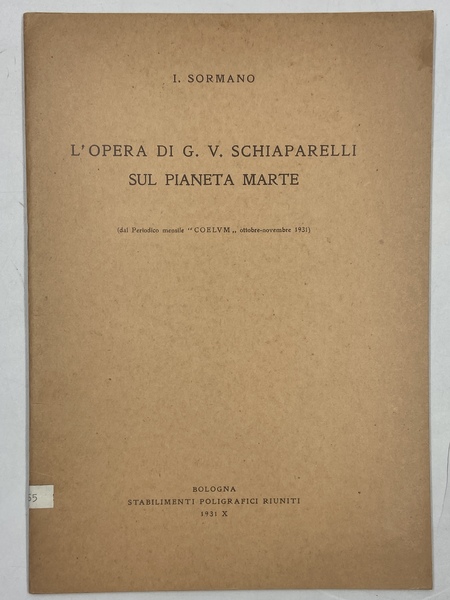 I. SORMANO
L'OPERA DI G. V. SCHIAPARELLI
SUL PIANETA MARTE
(dal Periodico mensile "COELVM„ ottobre-novembre 1931)
55
BOLOGNA
STABILIMENTI POLIGRAFICI RIUNITI
1931 X